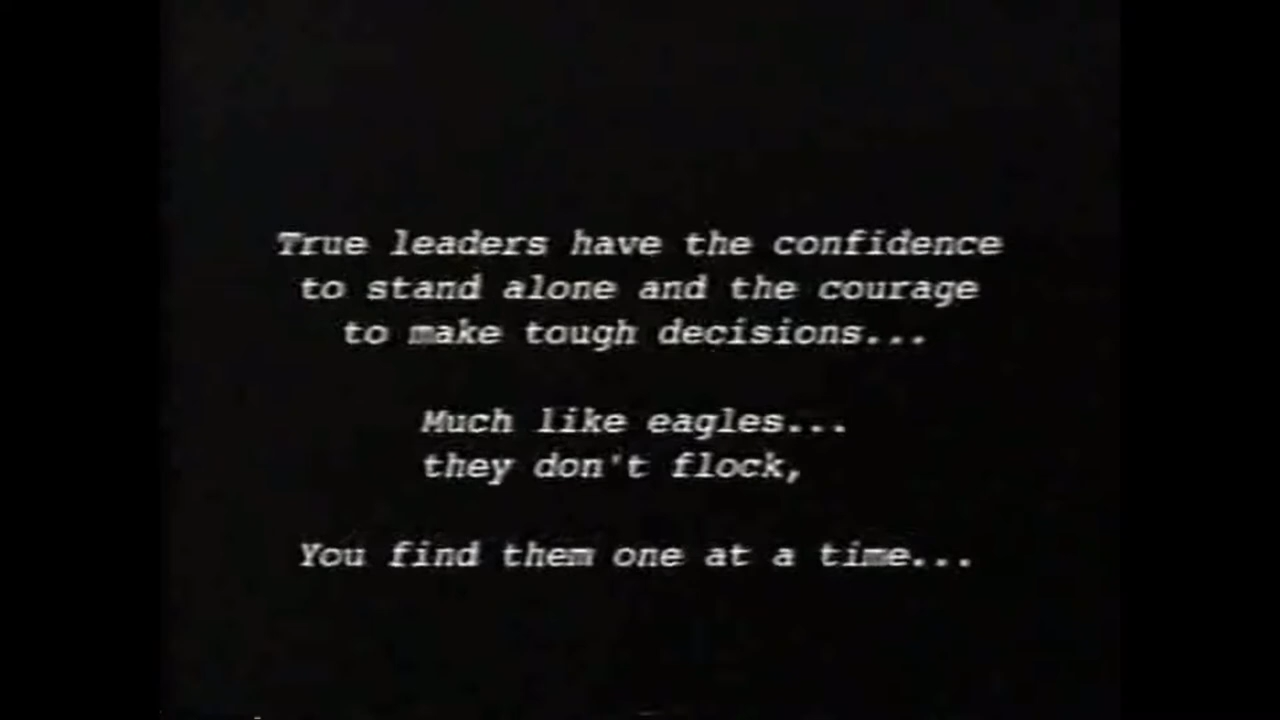 True leaders have the confidence
to stand alone and the courage
to make tough decisions...
Much like eagles...
they don't flock,
You find them one at a time...